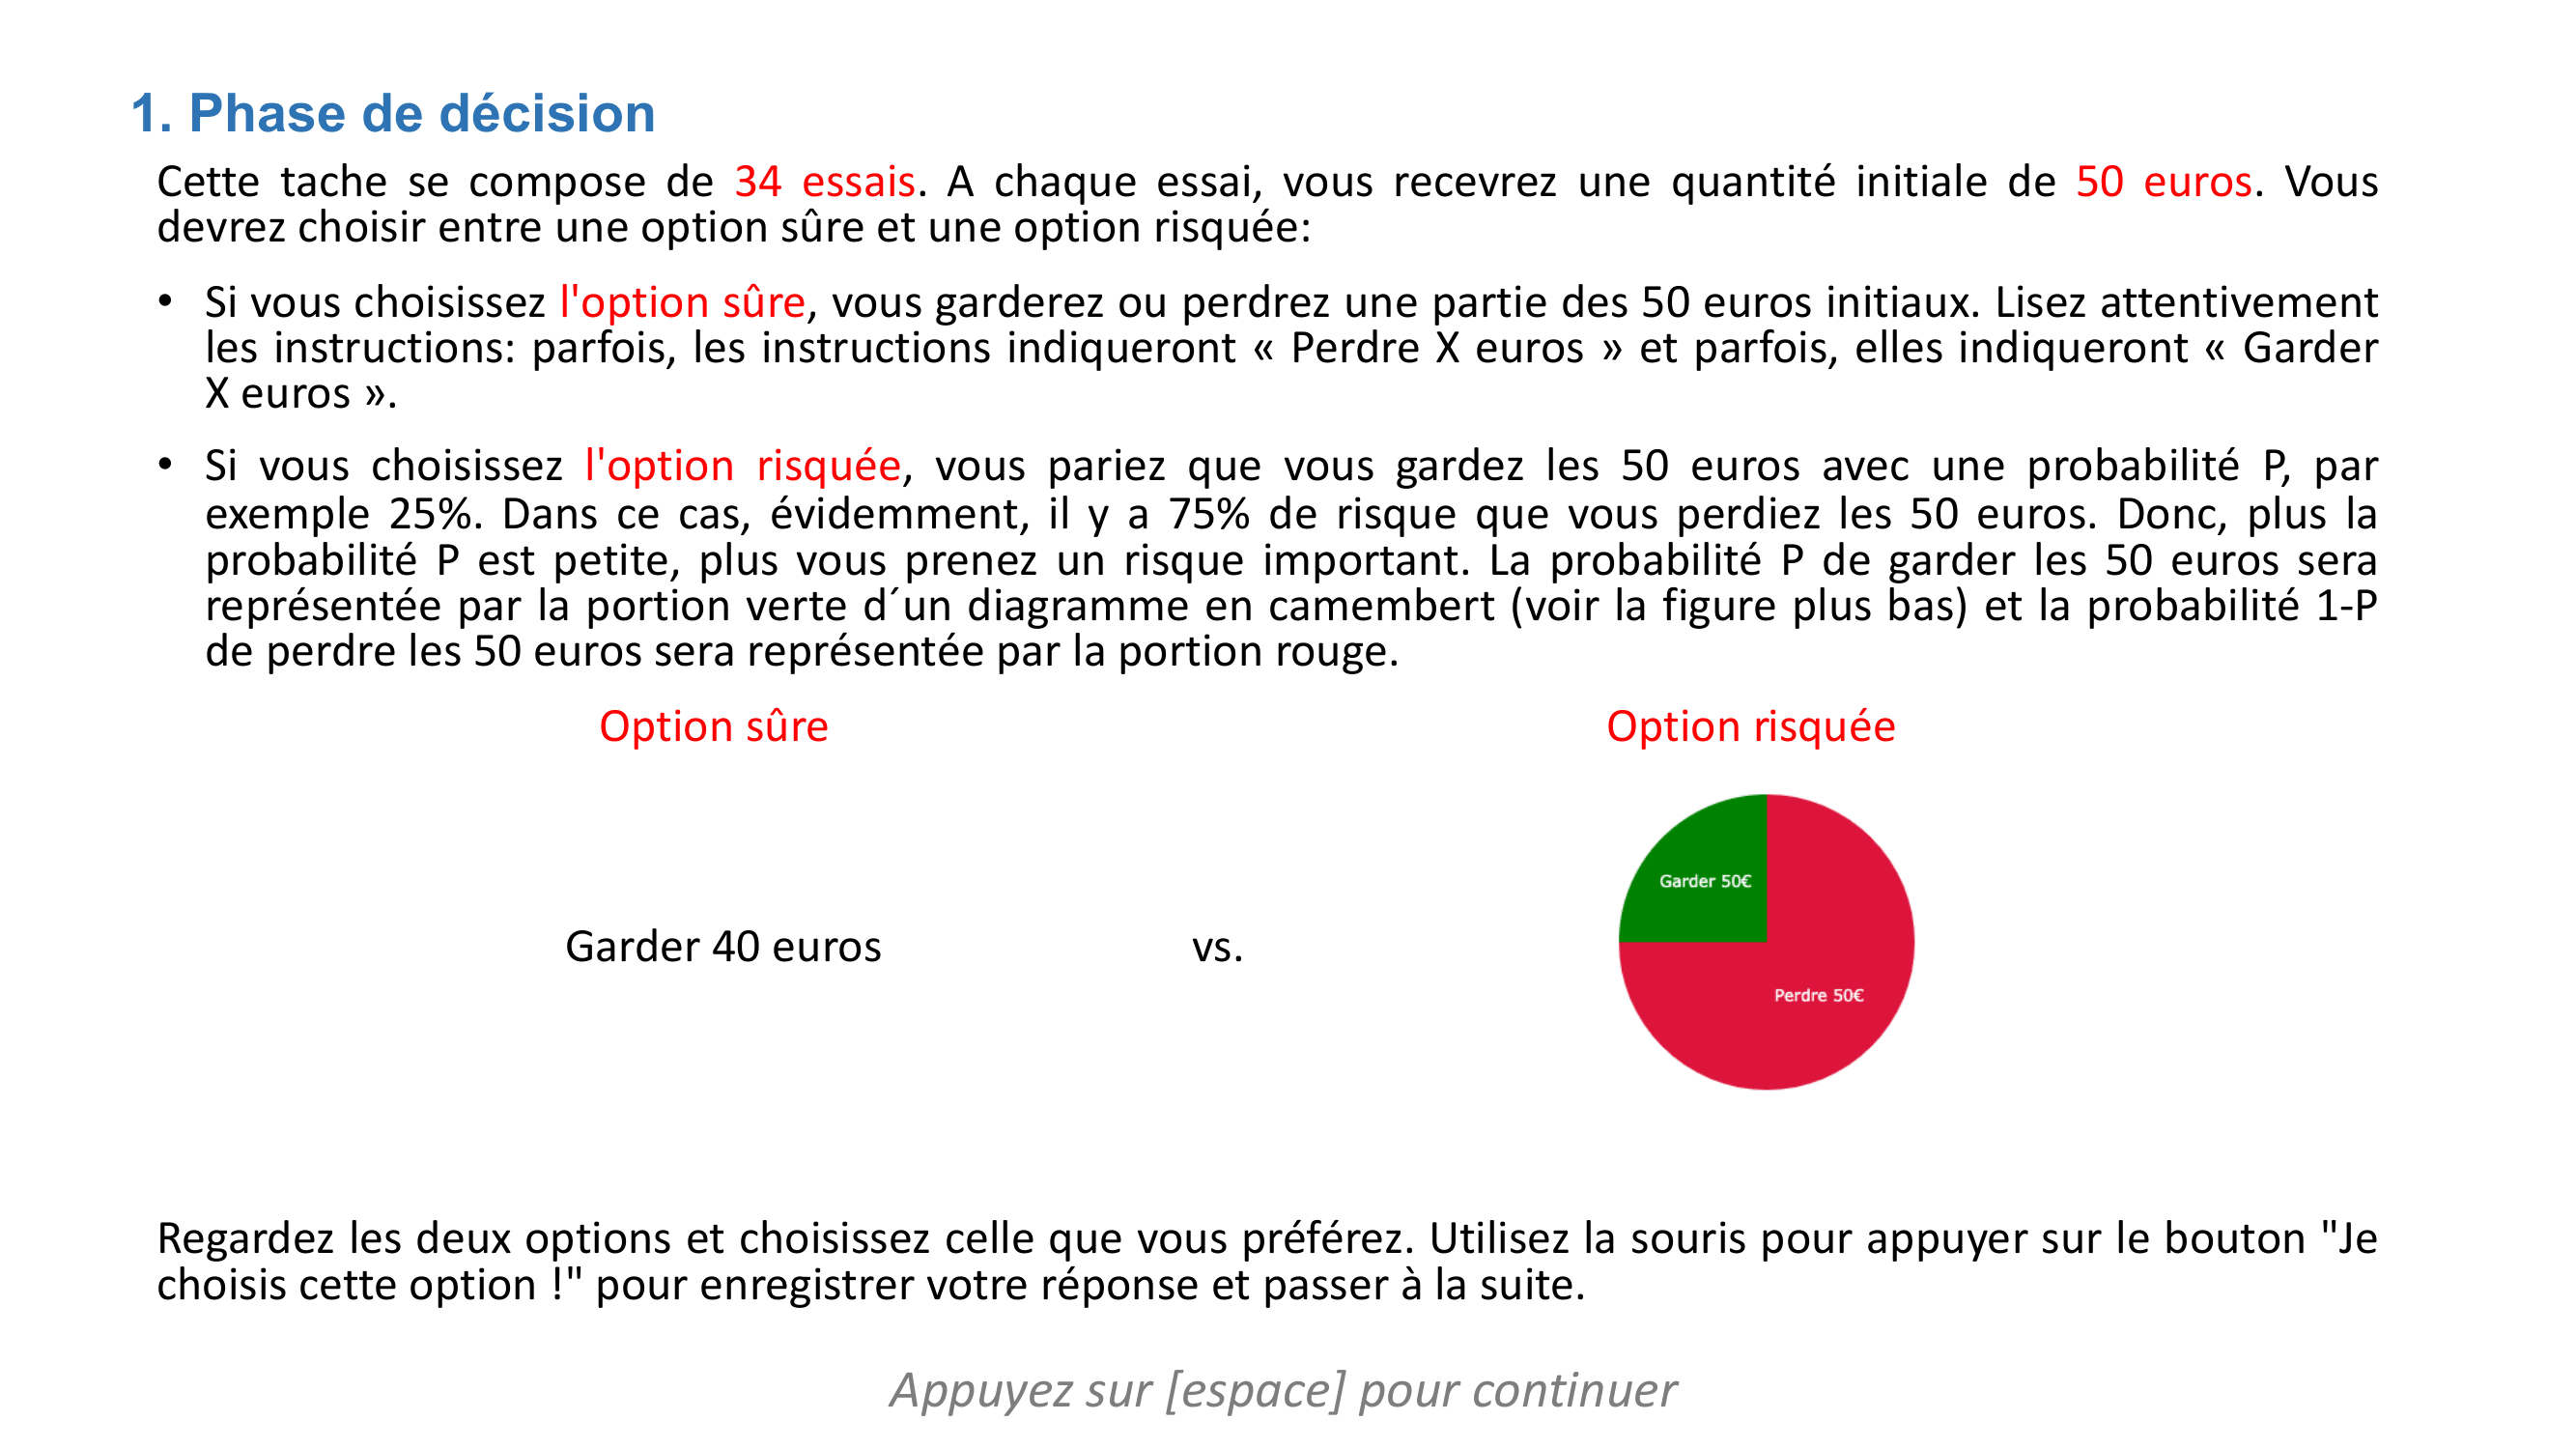 1. Phase de décision
Cette tache se compose de 34 essais. A chaque essai, vous recevrez une quantité initiale de 50 euros. Vous
devrez choisir entre une option sûre et une option risquée:
• Si vous choisissez l'option sûre, vous garderez ou perdrez une partie des 50 euros initiaux. Lisez attentivement
les instructions: parfois, les instructions indiqueront « Perdre X euros » et parfois, elles indiqueront « Garder
X euros ».
• Si vous choisissez l'option risquée, vous pariez que vous gardez les 50 euros avec une probabilité P, par
exemple 25%. Dans ce cas, évidemment, il y a 75% de risque que vous perdiez les 50 euros. Donc, plus la
probabilité P est petite, plus vous prenez un risque important. La probabilité P de garder les 50 euros sera
représentée par la portion verte d´un diagramme en camembert (voir la figure plus bas) et la probabilité 1-P
de perdre les 50 euros sera représentée par la portion rouge.
Option sûre
Option risquée
Garder 40 euros
vs.
Garder 50€
Perdre 50€
Regardez les deux options et choisissez celle que vous préférez. Utilisez la souris pour appuyer sur le bouton "Je
choisis cette option !" pour enregistrer votre réponse et passer à la suite.
Appuyez sur [espace] pour continuer